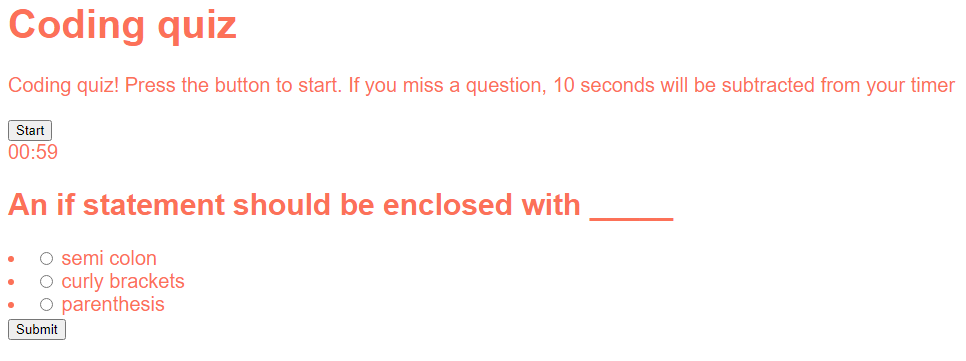 Coding quiz
Coding quiz! Press the button to start. If you miss a question, 10 seconds will be subtracted from your timer
Start
00:59
An if statement should be enclosed with _____
semi colon
curly brackets
parenthesis
Submit